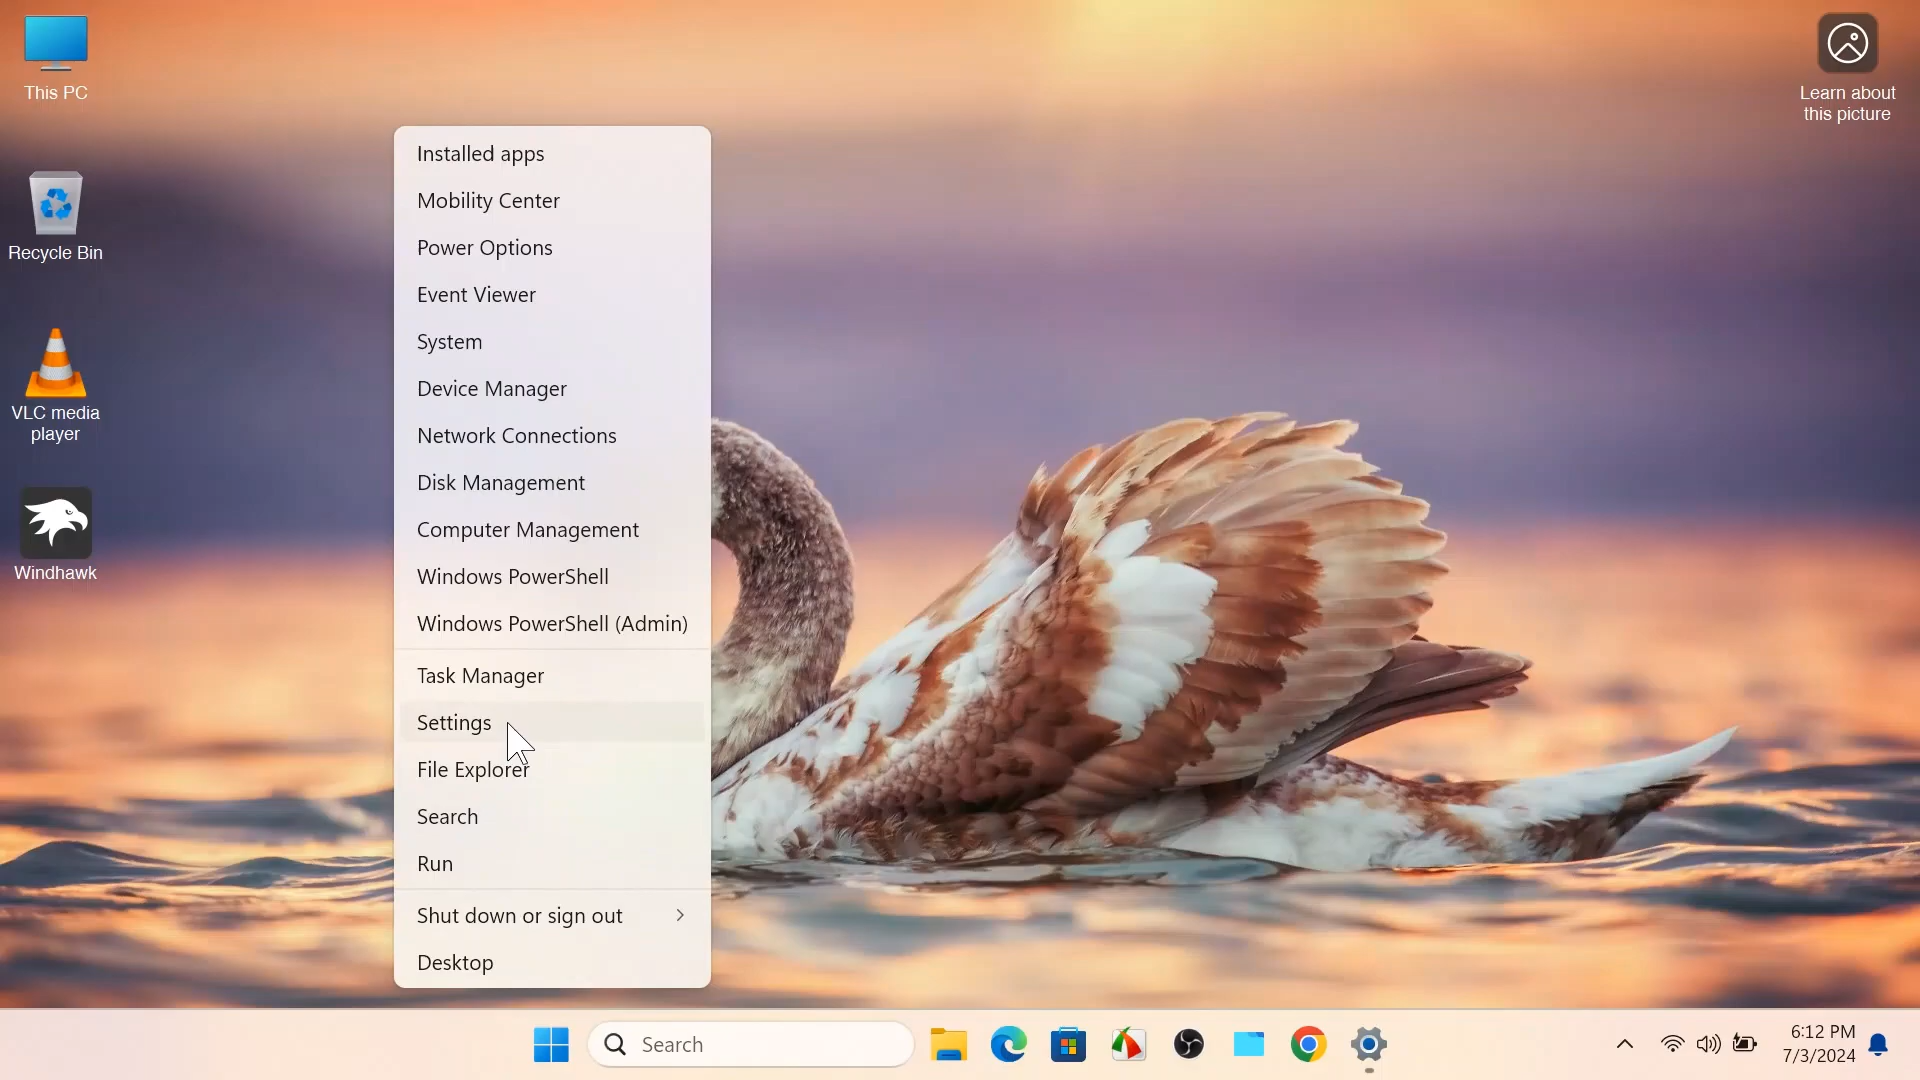 This PC
Recycle Bin
VLC media
player
Windhawk
Learn about
this picture
Installed apps
Mobility Center
Power Options
Event Viewer
System
Device Manager
Network Connections
Disk Management
Computer Management
Windows PowerShell
Windows PowerShell (Admin)
Task Manager
Settings
File Explorer
Search
Run
Shut down or sign out
Desktop
Search
6:12 PM
7/3/2024